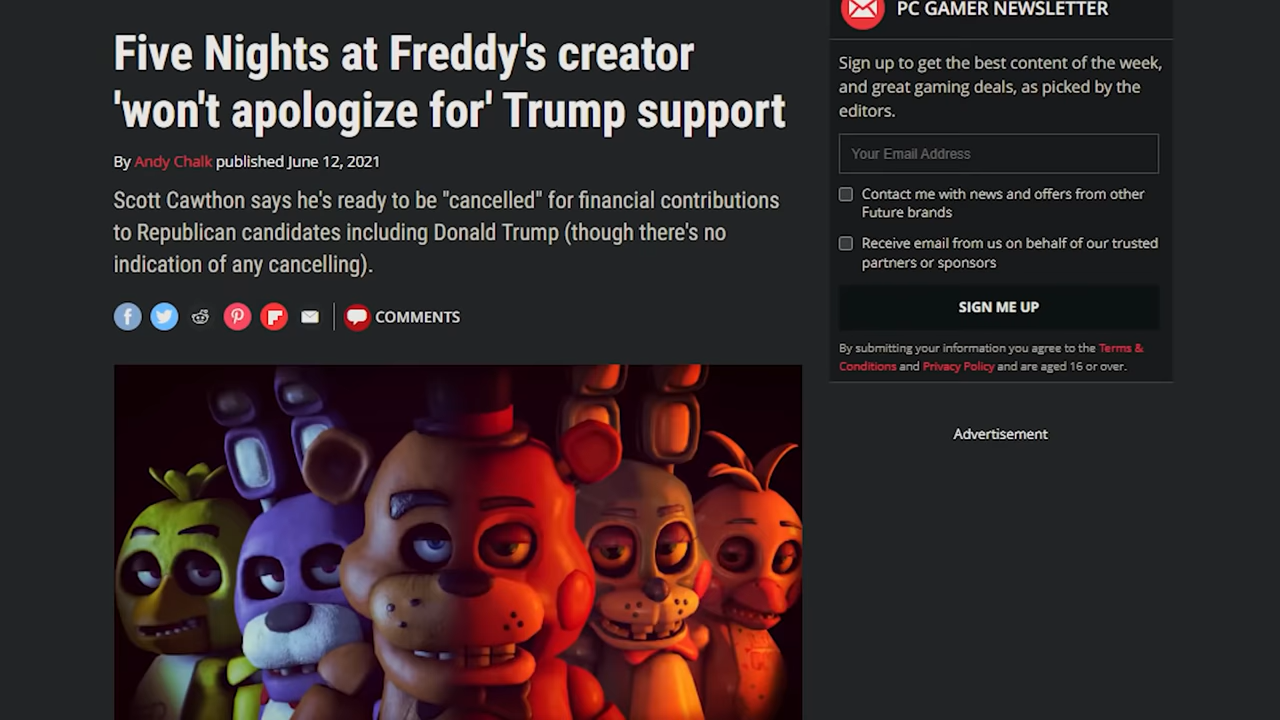 Five Nights at Freddy's creator
'won't apologize for' Trump support
By Andy Chalk published June 12, 2021
Scott Cawthon says he's ready to be "cancelled" for financial contributions
to Republican candidates including Donald Trump (though there's no
indication of any cancelling).
COMMENTS
PC GAMER NEWSLETTER
Sign up to get the best content of the week,
and great gaming deals, as picked by the
editors.
Your Email Address
Contact me with news and offers from other
Future brands
Receive email from us on behalf of our trusted
partners or sponsors
SIGN ME UP
By submitting your information you agree to the Terms &
Conditions and Privacy Policy and are aged 16 or over.
Advertisement